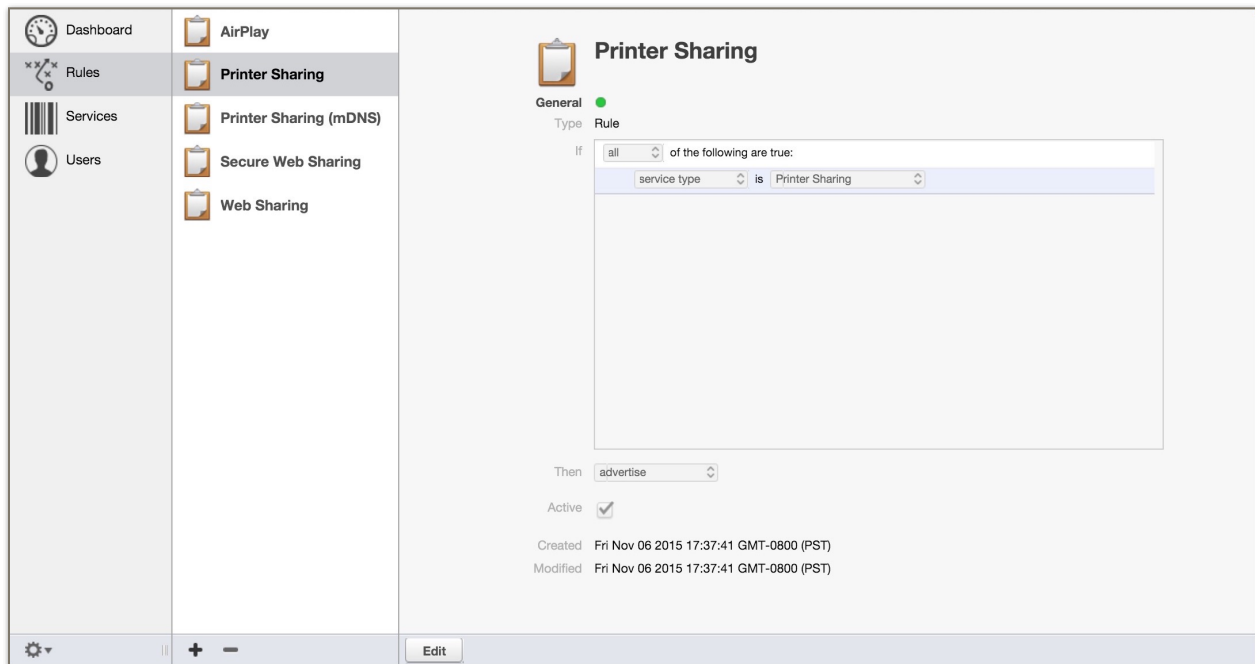 Dashboard
Rules
Services
Users
AirPlay
Printer Sharing
Printer Sharing (mDNS)
Secure Web Sharing
Web Sharing
Printer Sharing
General
Type Rule
If all of the following are true:
service type is Printer Sharing
Then advertise
Active
Created Fri Nov 06 2015 17:37:41 GMT-0800 (PST)
Modified Fri Nov 06 2015 17:37:41 GMT-0800 (PST)
Edit